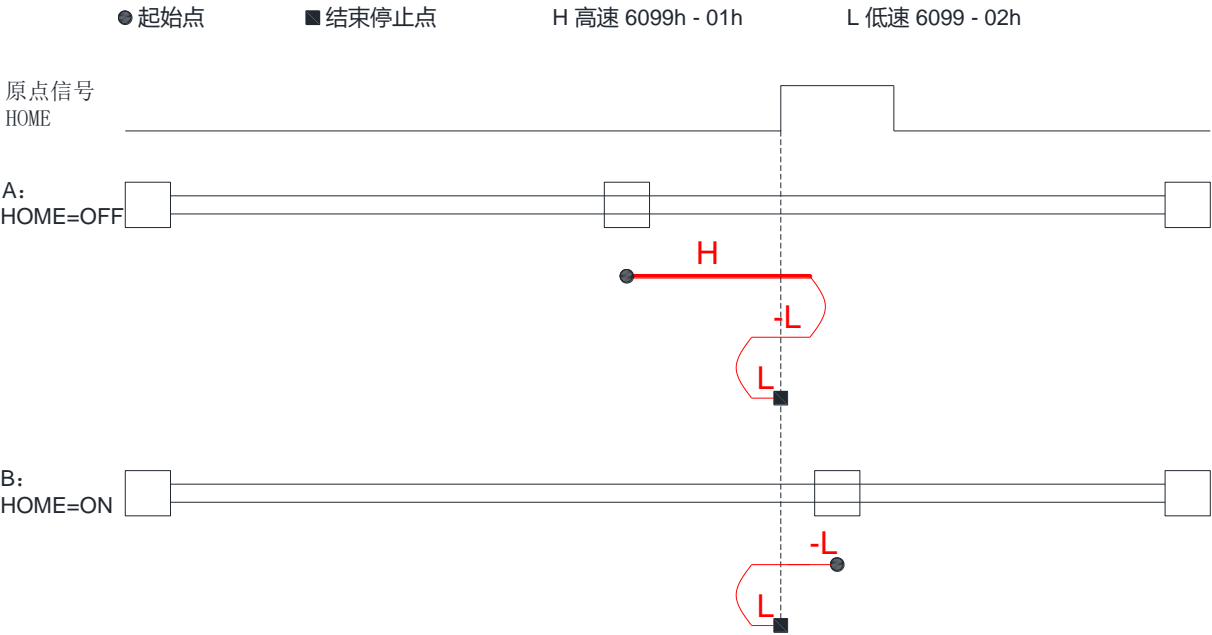 起始点 结束停止点 H 高速 6099h - 01h L 低速 6099 - 02h
原点信号
HOME
A：
HOME=OFF
H
-L
L
B：
HOME=ON
-L
L